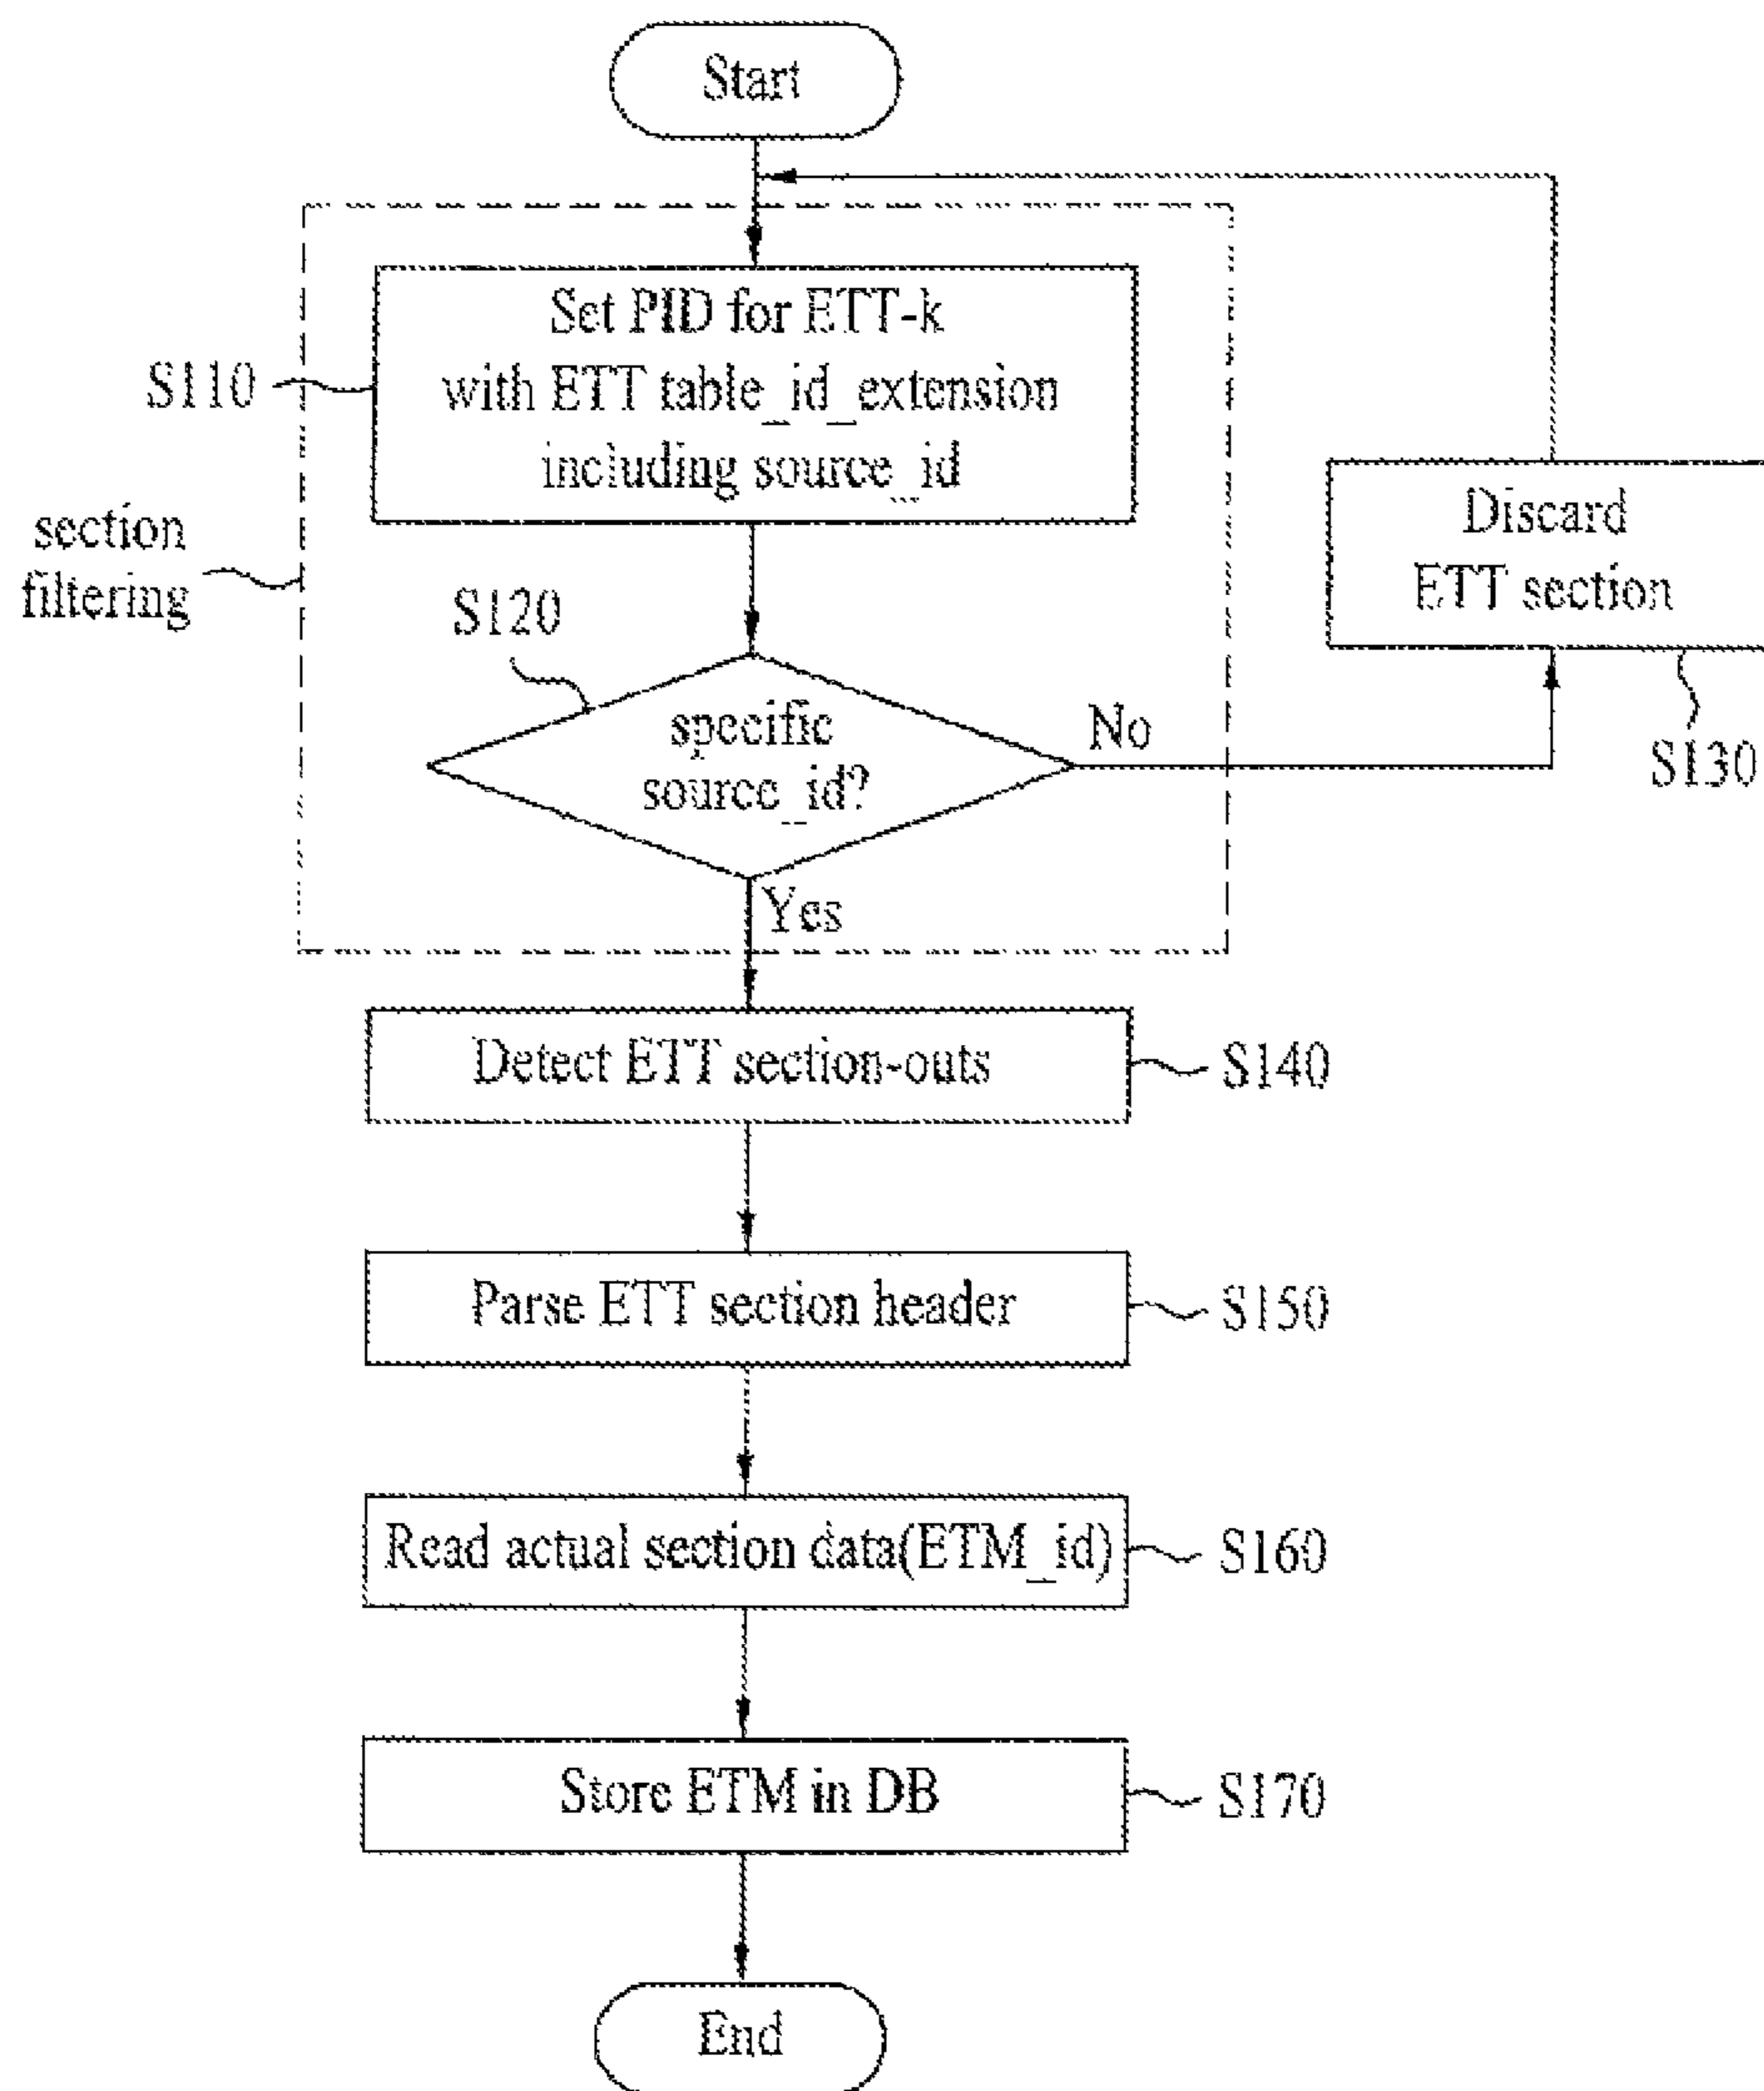 Start
Set PID for ETT-k
S110
with ETT table_id_extension
including source_id
section
filtering
Discard
ETT section
S120
specific
source_id?
No
S130
Yes
Detect ETT section-outs
S140
Parse ETT section header
S150
Read actual section data(ETM_id)
S160
Store ETM in DB
S170
End